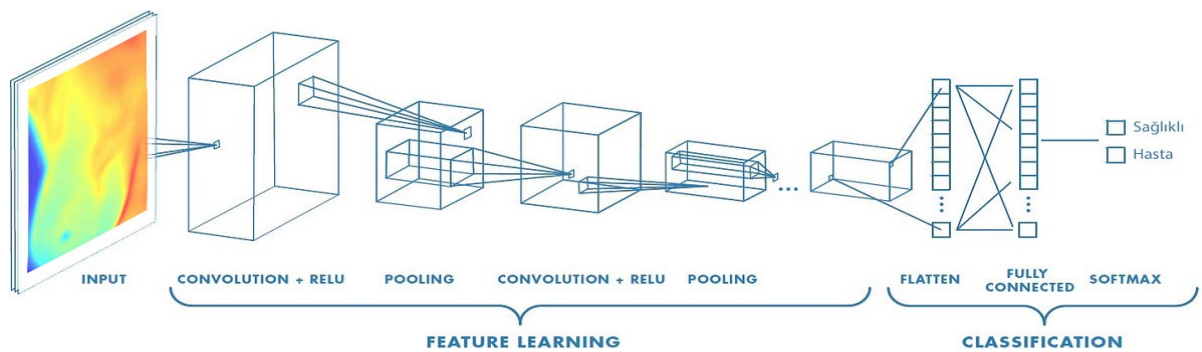 Sağlıklı
Hasta
INPUT
CONVOLUTION + RELU
POOLING
CONVOLUTION + RELU
POOLING
FLATTEN
FULLY
CONNECTED
SOFTMAX
FEATURE LEARNING
CLASSIFICATION